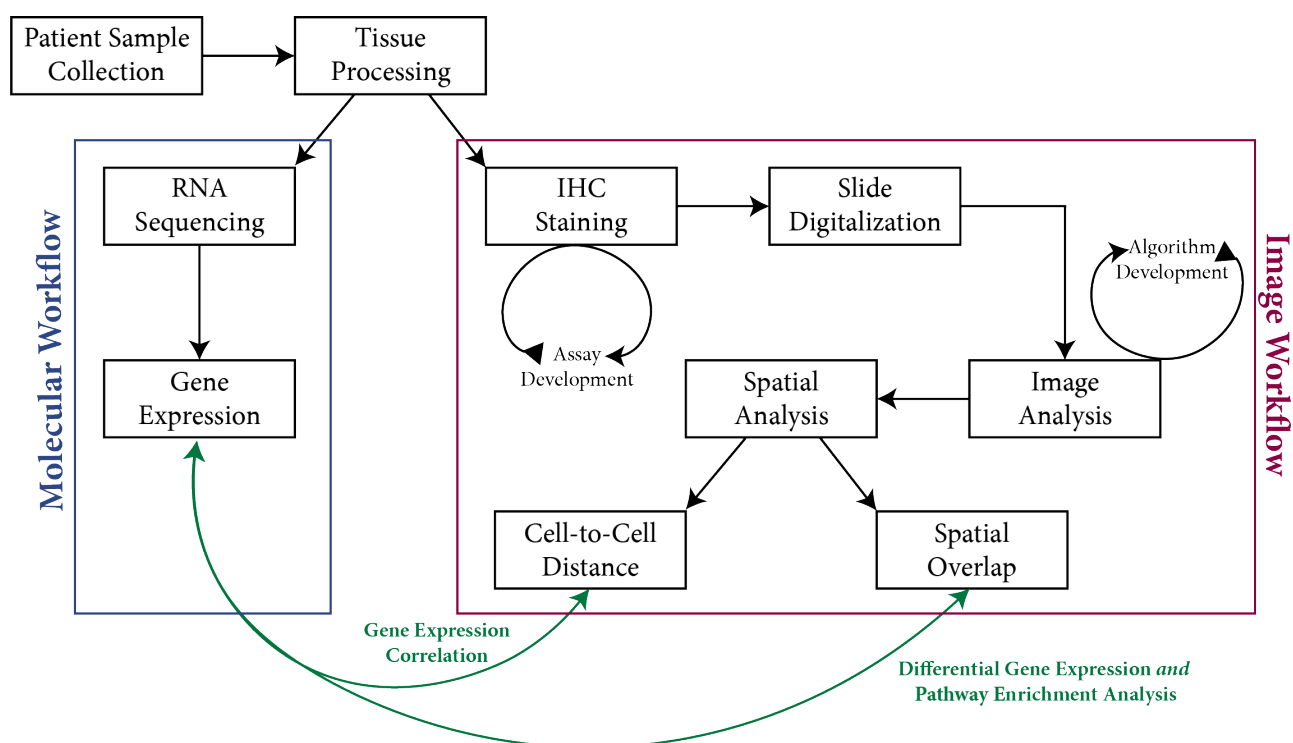 Patient Sample
Collection
Tissue
Processing
Molecular Workflow
RNA
Sequencing
Gene
Expression
Image Workflow
IHC
Staining
Slide
Digitalization
Assay
Development
Algorithm
Development
Image
Analysis
Spatial
Analysis
Cell-to-Cell
Distance
Spatial
Overlap
Gene Expression
Correlation
Differential Gene Expression and
Pathway Enrichment Analysis